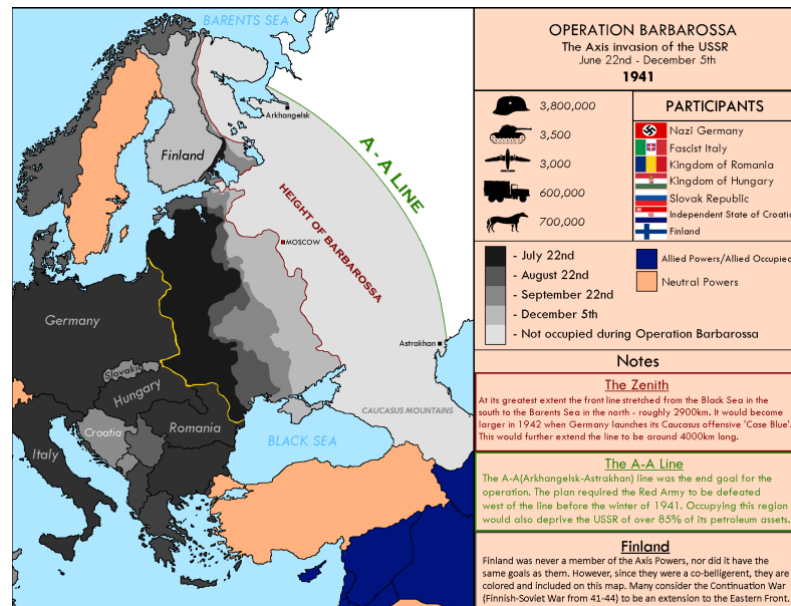 BARENTS SEA
Arkhangelsk
Finland
A - A LINE
HEIGHT OF BARBAROSSA
MOSCOW
Germany
Astrakhan
Slovakia
Hungary
CAUCASUS MOUNTAINS
Croatia
Romania
BLACK SEA
Italy
OPERATION BARBAROSSA
The Axis invasion of the USSR
June 22nd - December 5th
1941
3,800,000
3,500
3,000
600,000
700,000
PARTICIPANTS
Nazi Germany
Fascist Italy
Kingdom of Romania
Kingdom of Hungary
Slovak Republic
Independent State of Croatia
Finland
- July 22nd
- August 22nd
- September 22nd
- December 5th
- Not occupied during Operation Barbarossa
Allied Powers/Allied Occupied
Neutral Powers
Notes
The Zenith
At its greatest extent the front line stretched from the Black Sea in the
south to the Barents Sea in the north - roughly 2900km. It would become
larger in 1942 when Germany launches its Caucasus offensive 'Case Blue'.
This would further extend the line to be around 4000km long.
The A-A Line
The A-A(Arkhangelsk-Astrakhan) line was the end goal for the
operation. The plan required the Red Army to be defeated
west of the line before the winter of 1941. Occupying this region
would also deprive the USSR of over 85% of its petroleum assets.
Finland
Finland was never a member of the Axis Powers, nor did it have the
same goals as them. However, since they were a co-belligerent, they are
colored and included on this map. Many consider the Continuation War
(Finnish-Soviet War from 41-44) to be an extension to the Eastern Front.